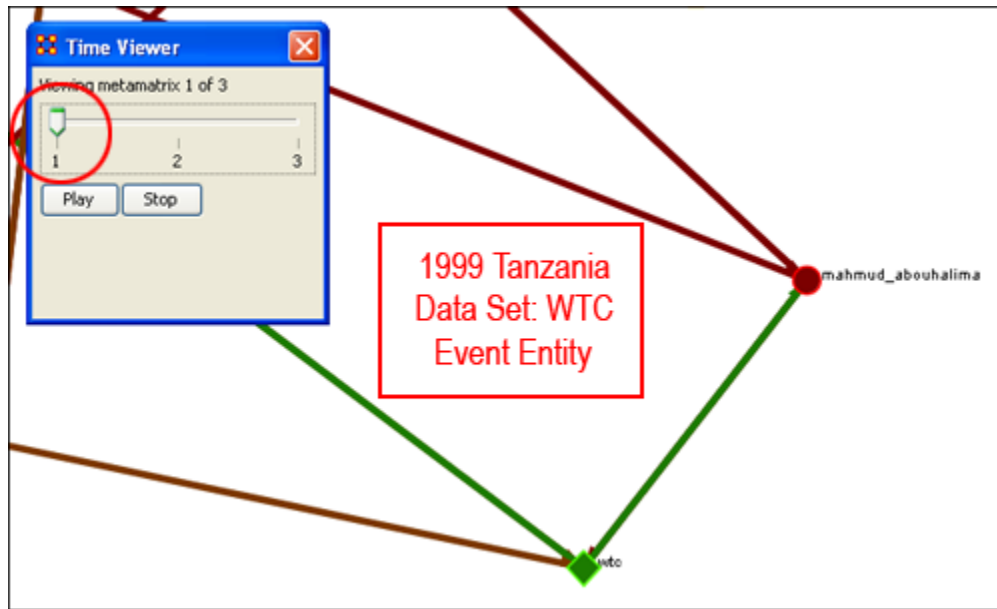 Time Viewer
Viewing metamatrix 1 of 3
1 2 3
Play Stop
1999 Tanzania
Data Set: WTC
Event Entity
mahmud_abouhalima
wtc